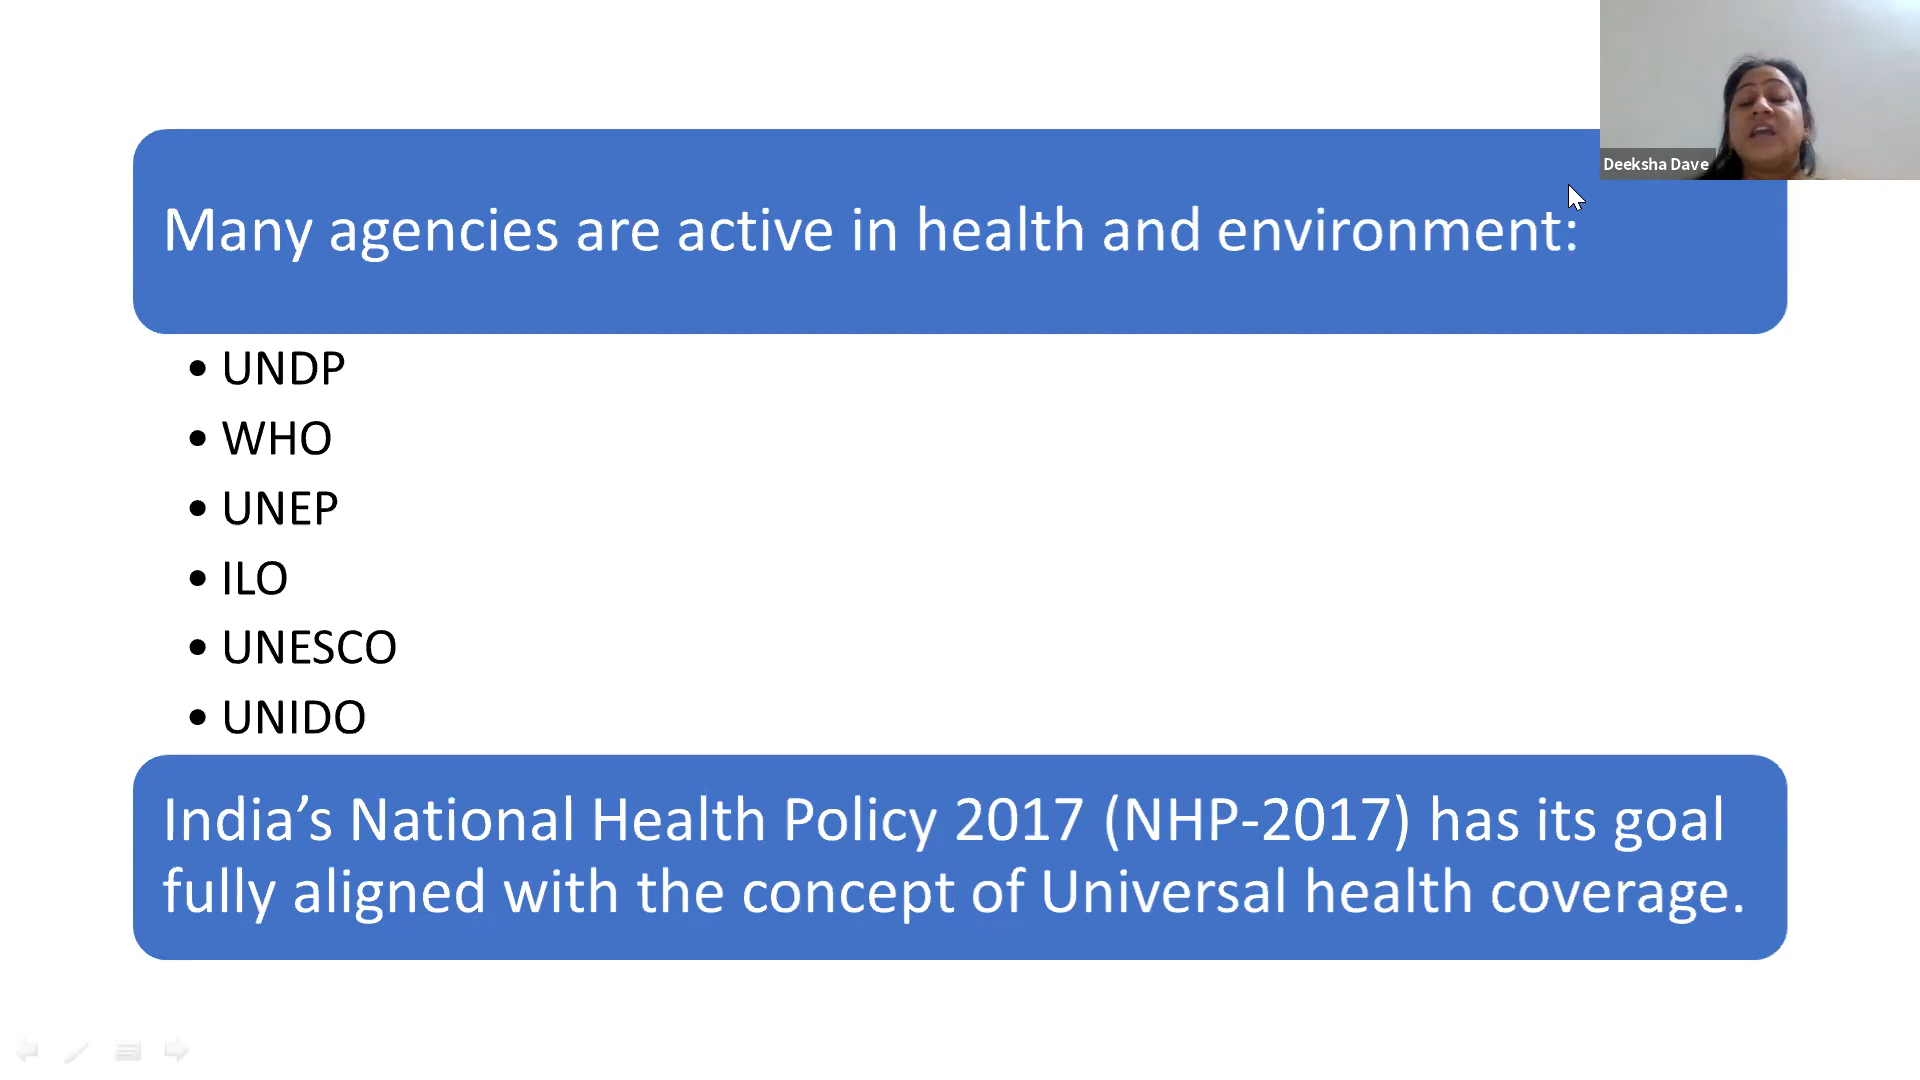 Deeksha Dave
Many agencies are active in health and environment:
• UNDP
• WHO
• UNEP
• ILO
• UNESCO
• UNIDO
India’s National Health Policy 2017 (NHP-2017) has its goal
fully aligned with the concept of Universal health coverage.